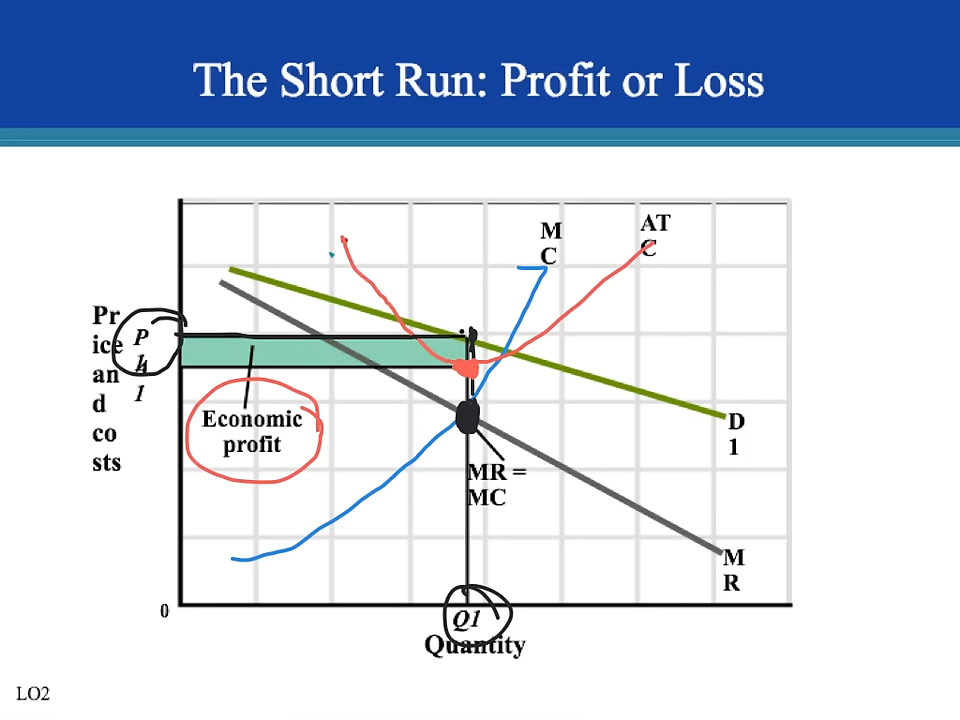 The Short Run: Profit or Loss
M
C
AT
C
Pr
ice
an
d
co
sts
P
1
Economic
profit
D
1
MR =
MC
M
R
0
Q1
Quantity
LO2